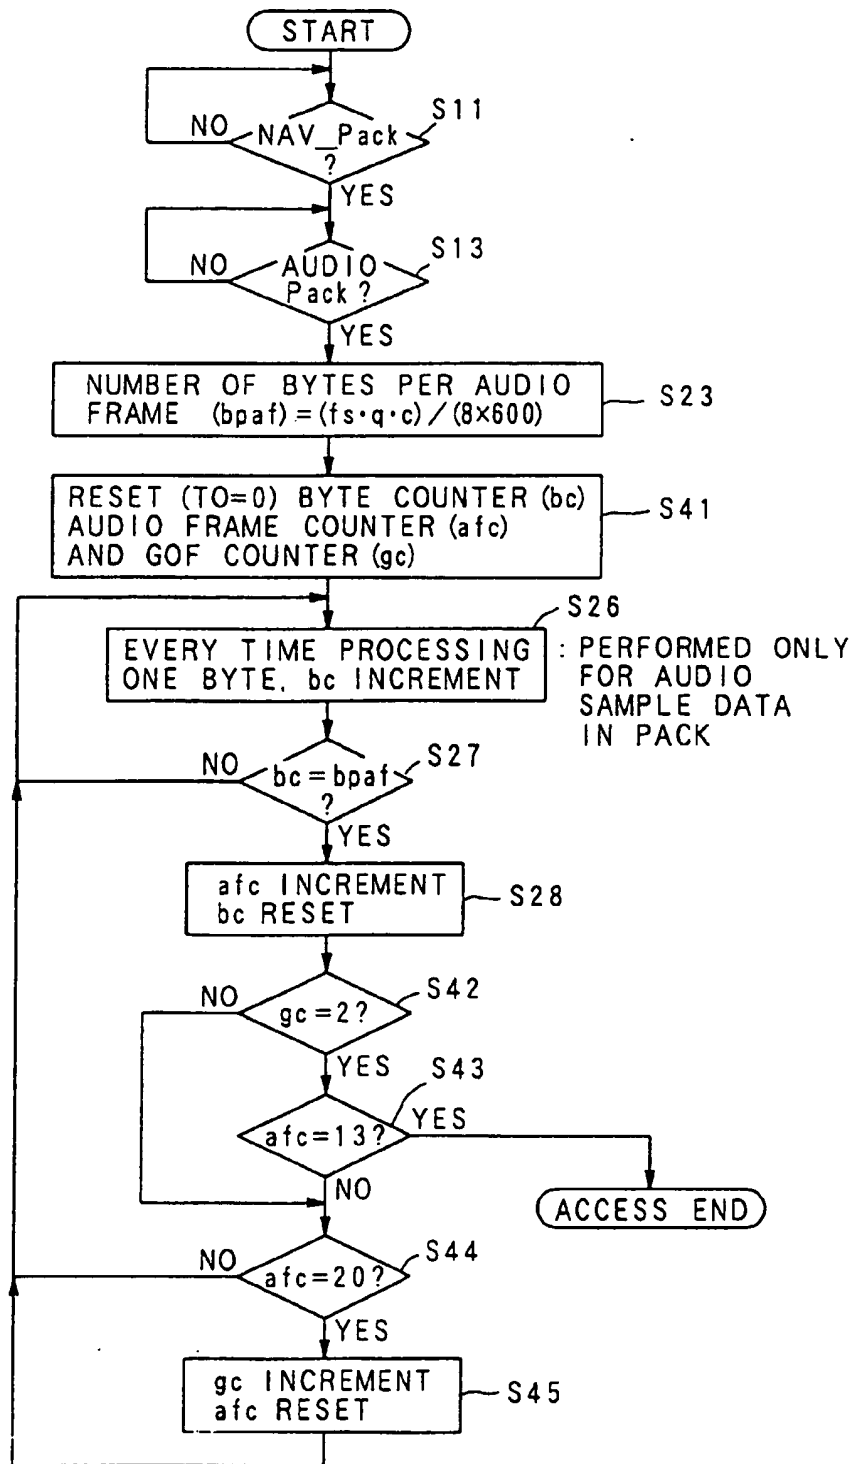 START
S11
NO
NAV_Pack
?
YES
S13
NO
AUDIO
Pack?
YES
NUMBER OF BYTES PER AUDIO
FRAME (bpaf)=(fs·q·c)/(8×600)
S23
RESET (TO=0) BYTE COUNTER (bc)
AUDIO FRAME COUNTER (afc)
AND GOF COUNTER (gc)
S41
S26
EVERY TIME PROCESSING
ONE BYTE, bc INCREMENT
: PERFORMED ONLY
FOR AUDIO
SAMPLE DATA
IN PACK
S27
NO
bc=bpaf
?
YES
afc INCREMENT
bc RESET
S28
S42
NO
gc=2?
YES
S43
afc=13?
YES
NO
ACCESS END
S44
NO
afc=20?
YES
gc INCREMENT
afc RESET
S45